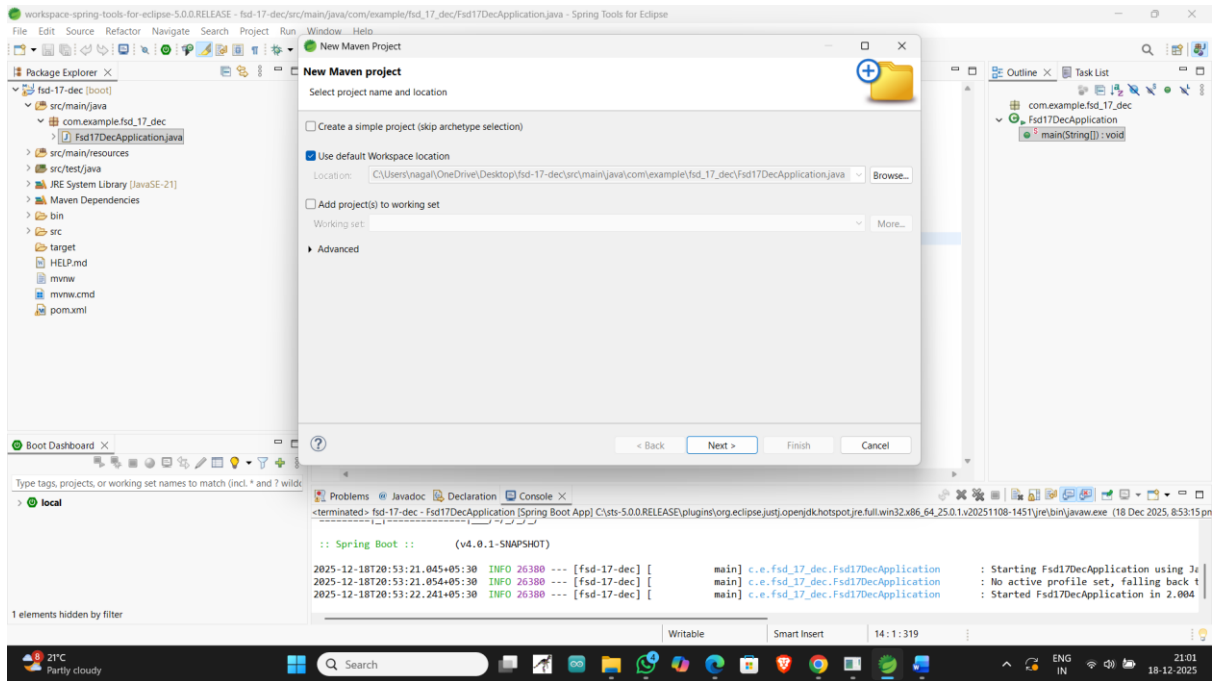 workspace-spring-tools-for-eclipse-5.0.0.RELEASE - fsd-17-dec/src/main/java/com/example/fsd_17_dec/Fsd17DecApplication.java - Spring Tools for Eclipse
File Edit Source Refactor Navigate Search Project Run Window Help
Package Explorer
fsd-17-dec [boot]
src/main/java
com.example.fsd_17_dec
Fsd17DecApplication.java
src/main/resources
src/test/java
JRE System Library [JavaSE-21]
Maven Dependencies
bin
src
target
HELP.md
mvnw
mvnw.cmd
pom.xml
New Maven Project
New Maven project
Select project name and location
Create a simple project (skip archetype selection)
Use default Workspace location
Location: C:\Users\nagal\OneDrive\Desktop\fsd-17-dec\src\main\java\com\example\fsd_17_dec\Fsd17DecApplication.java Browse...
Add project(s) to working set
Working set: More...
Advanced
< Back Next > Finish Cancel
Outline Task List
com.example.fsd_17_dec
Fsd17DecApplication
main(String[]) : void
Boot Dashboard
Type tags, projects, or working set names to match (incl. * and ? wilde
local
1 elements hidden by filter
Problems Javadoc Declaration Console
<terminated> fsd-17-dec - Fsd17DecApplication [Spring Boot App] C:\sts-5.0.0.RELEASE\plugins\org.eclipse.justj.openjdk.hotspot.jre.full.win32.x86_64_25.0.1.v20251108-1451\jre\bin\javaw.exe (18 Dec 2025, 8:53:15 pm
:: Spring Boot :: (v4.0.1-SNAPSHOT)
2025-12-18T20:53:21.045+05:30 INFO 26380 --- [fsd-17-dec] [ main] c.e.fsd_17_dec.Fsd17DecApplication : Starting Fsd17DecApplication using Ja
2025-12-18T20:53:21.054+05:30 INFO 26380 --- [fsd-17-dec] [ main] c.e.fsd_17_dec.Fsd17DecApplication : No active profile set, falling back t
2025-12-18T20:53:22.241+05:30 INFO 26380 --- [fsd-17-dec] [ main] c.e.fsd_17_dec.Fsd17DecApplication : Started Fsd17DecApplication in 2.004
Writable Smart Insert 14 : 1 : 319
8
21°C
Partly cloudy
Search
4
ENG
IN
21:01
18-12-2025